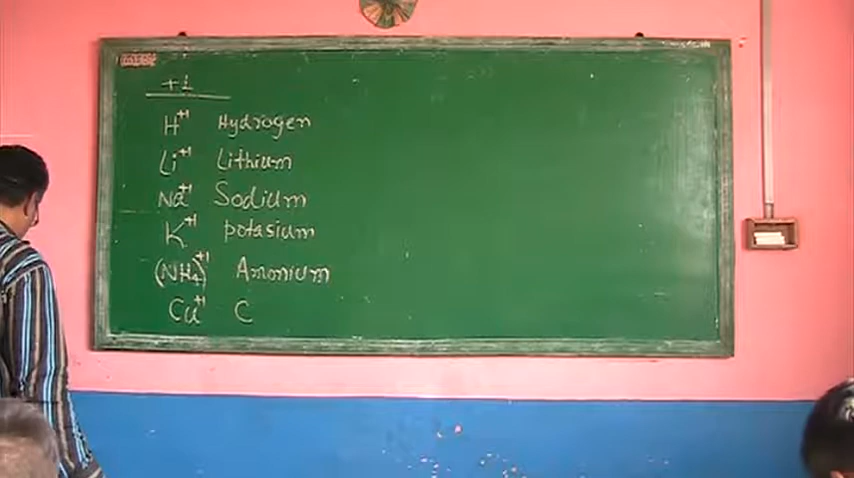 +1
H+1 Hydrogen
Li+1 Lithium
Na+1 Sodium
K+1 potasium
(NH4)+1 Amonium
Cu+1 C